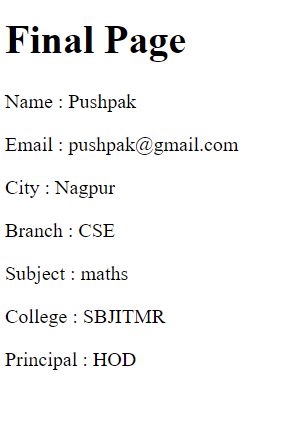 Final Page
Name : Pushpak
Email : pushpak@gmail.com
City : Nagpur
Branch : CSE
Subject : maths
College : SBJITMR
Principal : HOD